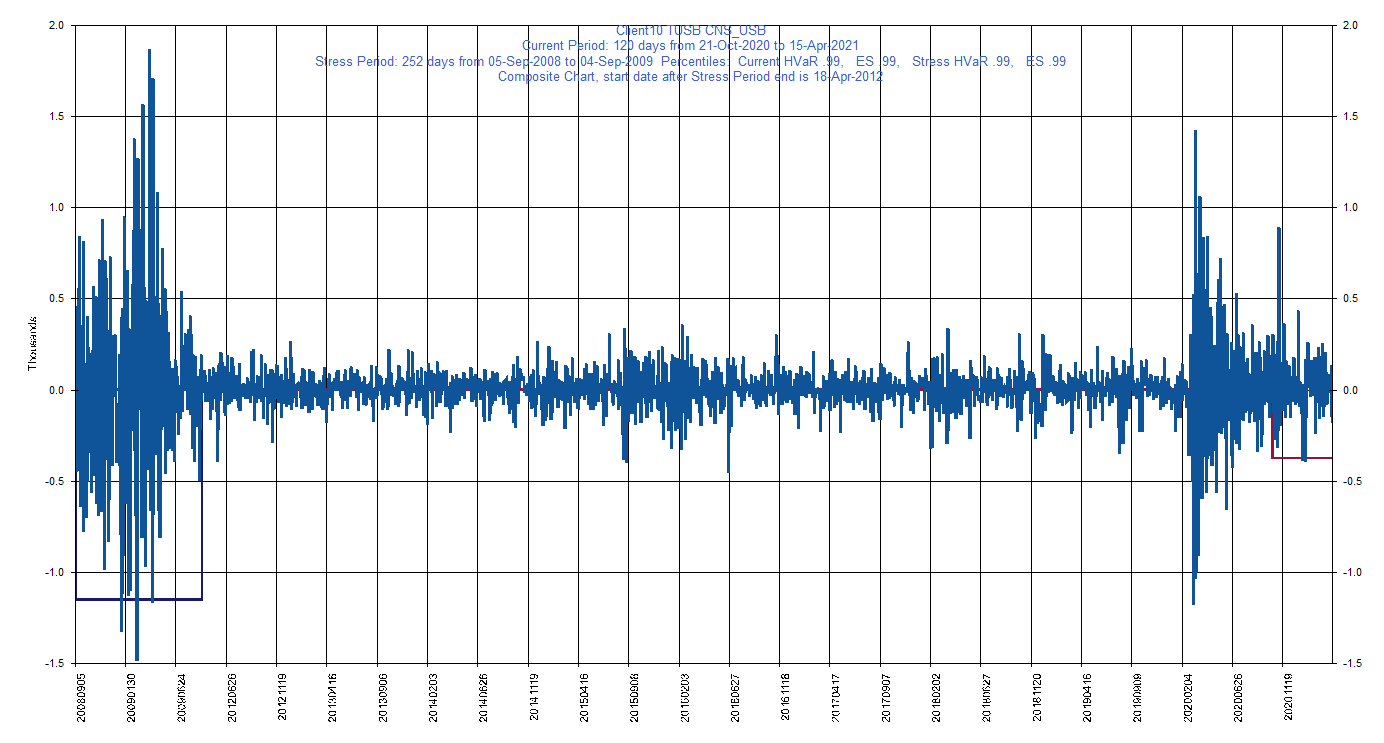 Client10 TUSB CNS_USB
Current Period: 120 days from 21-Oct-2020 to 15-Apr-2021
Stress Period: 252 days from 05-Sep-2008 to 04-Sep-2009 Percentiles: Current HVaR .99, ES .99, Stress HVaR .99, ES .99
Composite Chart, start date after Stress Period end is 18-Apr-2012
2.0 2.0
1.5 1.5
1.0 1.0
0.5 0.5
Thousands
0.0 0.0
-0.5 -0.5
-1.0 -1.0
-1.5 -1.5
20080905 20090130 20090624 20120626 20121119 20130416 20130906 20140203 20140626 20141119 20150416 20150908 20160203 20160627 20161118 20170417 20170907 20180202 20180627 20181120 20190416 20190909 20200204 20200626 20201119